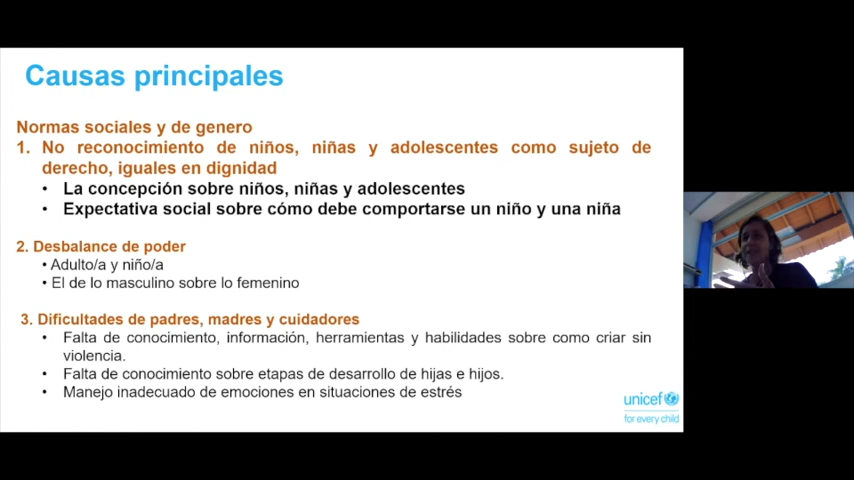 Causas principales
Normas sociales y de genero
1. No reconocimiento de niños, niñas y adolescentes como sujeto de
derecho, iguales en dignidad
• La concepción sobre niños, niñas y adolescentes
• Expectativa social sobre cómo debe comportarse un niño y una niña
2. Desbalance de poder
• Adulto/a y niño/a
• El de lo masculino sobre lo femenino
3. Dificultades de padres, madres y cuidadores
• Falta de conocimiento, información, herramientas y habilidades sobre como criar sin
violencia.
• Falta de conocimiento sobre etapas de desarrollo de hijas e hijos.
• Manejo inadecuado de emociones en situaciones de estrés
unicef
for every child